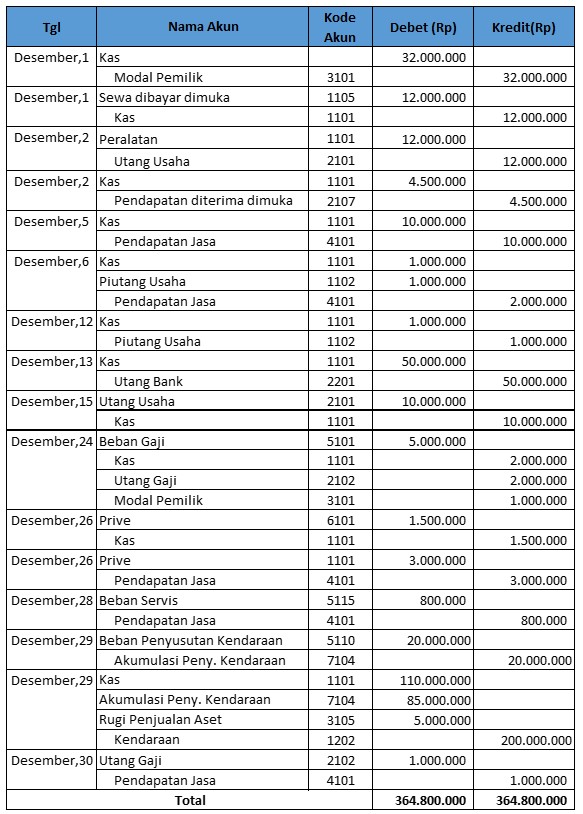 Tgl Nama Akun Kode Akun Debet (Rp) Kredit(Rp)
Desember,1 Kas 32.000.000
Modal Pemilik 3101 32.000.000
Desember,1 Sewa dibayar dimuka 1105 12.000.000
Kas 1101 12.000.000
Desember,2 Peralatan 1101 12.000.000
Utang Usaha 2101 12.000.000
Desember,2 Kas 1101 4.500.000
Pendapatan diterima dimuka 2107 4.500.000
Desember,5 Kas 1101 10.000.000
Pendapatan Jasa 4101 10.000.000
Desember,6 Kas 1101 1.000.000
Piutang Usaha 1102 1.000.000
Pendapatan Jasa 4101 2.000.000
Desember,12 Kas 1101 1.000.000
Piutang Usaha 1102 1.000.000
Desember,13 Kas 1101 50.000.000
Utang Bank 2201 50.000.000
Desember,15 Utang Usaha 2101 10.000.000
Kas 1101 10.000.000
Desember,24 Beban Gaji 5101 5.000.000
Kas 1101 2.000.000
Utang Gaji 2102 2.000.000
Modal Pemilik 3101 1.000.000
Desember,26 Prive 6101 1.500.000
Kas 1101 1.500.000
Desember,26 Prive 1101 3.000.000
Pendapatan Jasa 4101 3.000.000
Desember,28 Beban Servis 5115 800.000
Pendapatan Jasa 4101 800.000
Desember,29 Beban Penyusutan Kendaraan 5110 20.000.000
Akumulasi Peny. Kendaraan 7104 20.000.000
Desember,29 Kas 1101 110.000.000
Akumulasi Peny. Kendaraan 7104 85.000.000
Rugi Penjualan Aset 3105 5.000.000
Kendaraan 1202 200.000.000
Desember,30 Utang Gaji 2102 1.000.000
Pendapatan Jasa 4101 1.000.000
Total 364.800.000 364.800.000